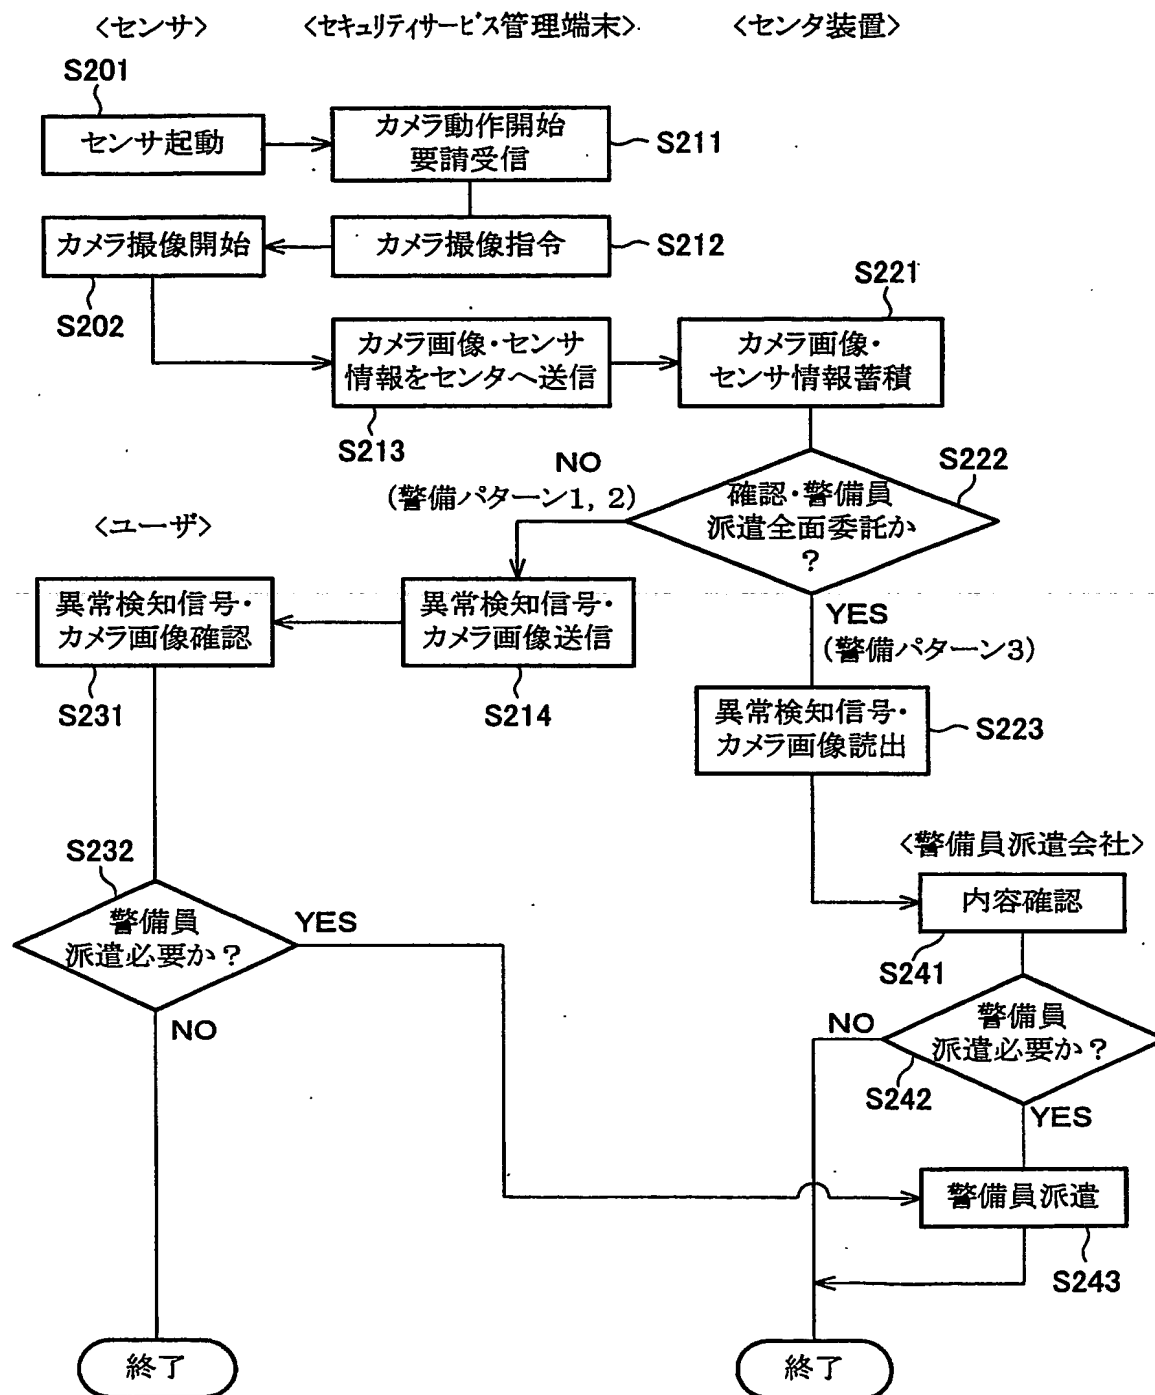 〈センサ〉
〈セキュリティサービス管理端末〉
〈センタ装置〉
S201
センサ起動
カメラ動作開始
要請受信
S211
カメラ撮像開始
カメラ撮像指令
S212
S202
S221
カメラ画像・センサ
情報をセンタへ送信
カメラ画像・
センサ情報蓄積
S213
NO
(警備パターン1, 2)
S222
確認・警備員
派遣全面委託か
?
〈ユーザ〉
異常検知信号・
カメラ画像確認
異常検知信号・
カメラ画像送信
YES
(警備パターン3)
S231
S214
異常検知信号・
カメラ画像読出
S223
〈警備員派遣会社〉
S232
内容確認
警備員
派遣必要か?
YES
S241
NO
NO
警備員
派遣必要か?
S242
YES
警備員派遣
S243
終了
終了